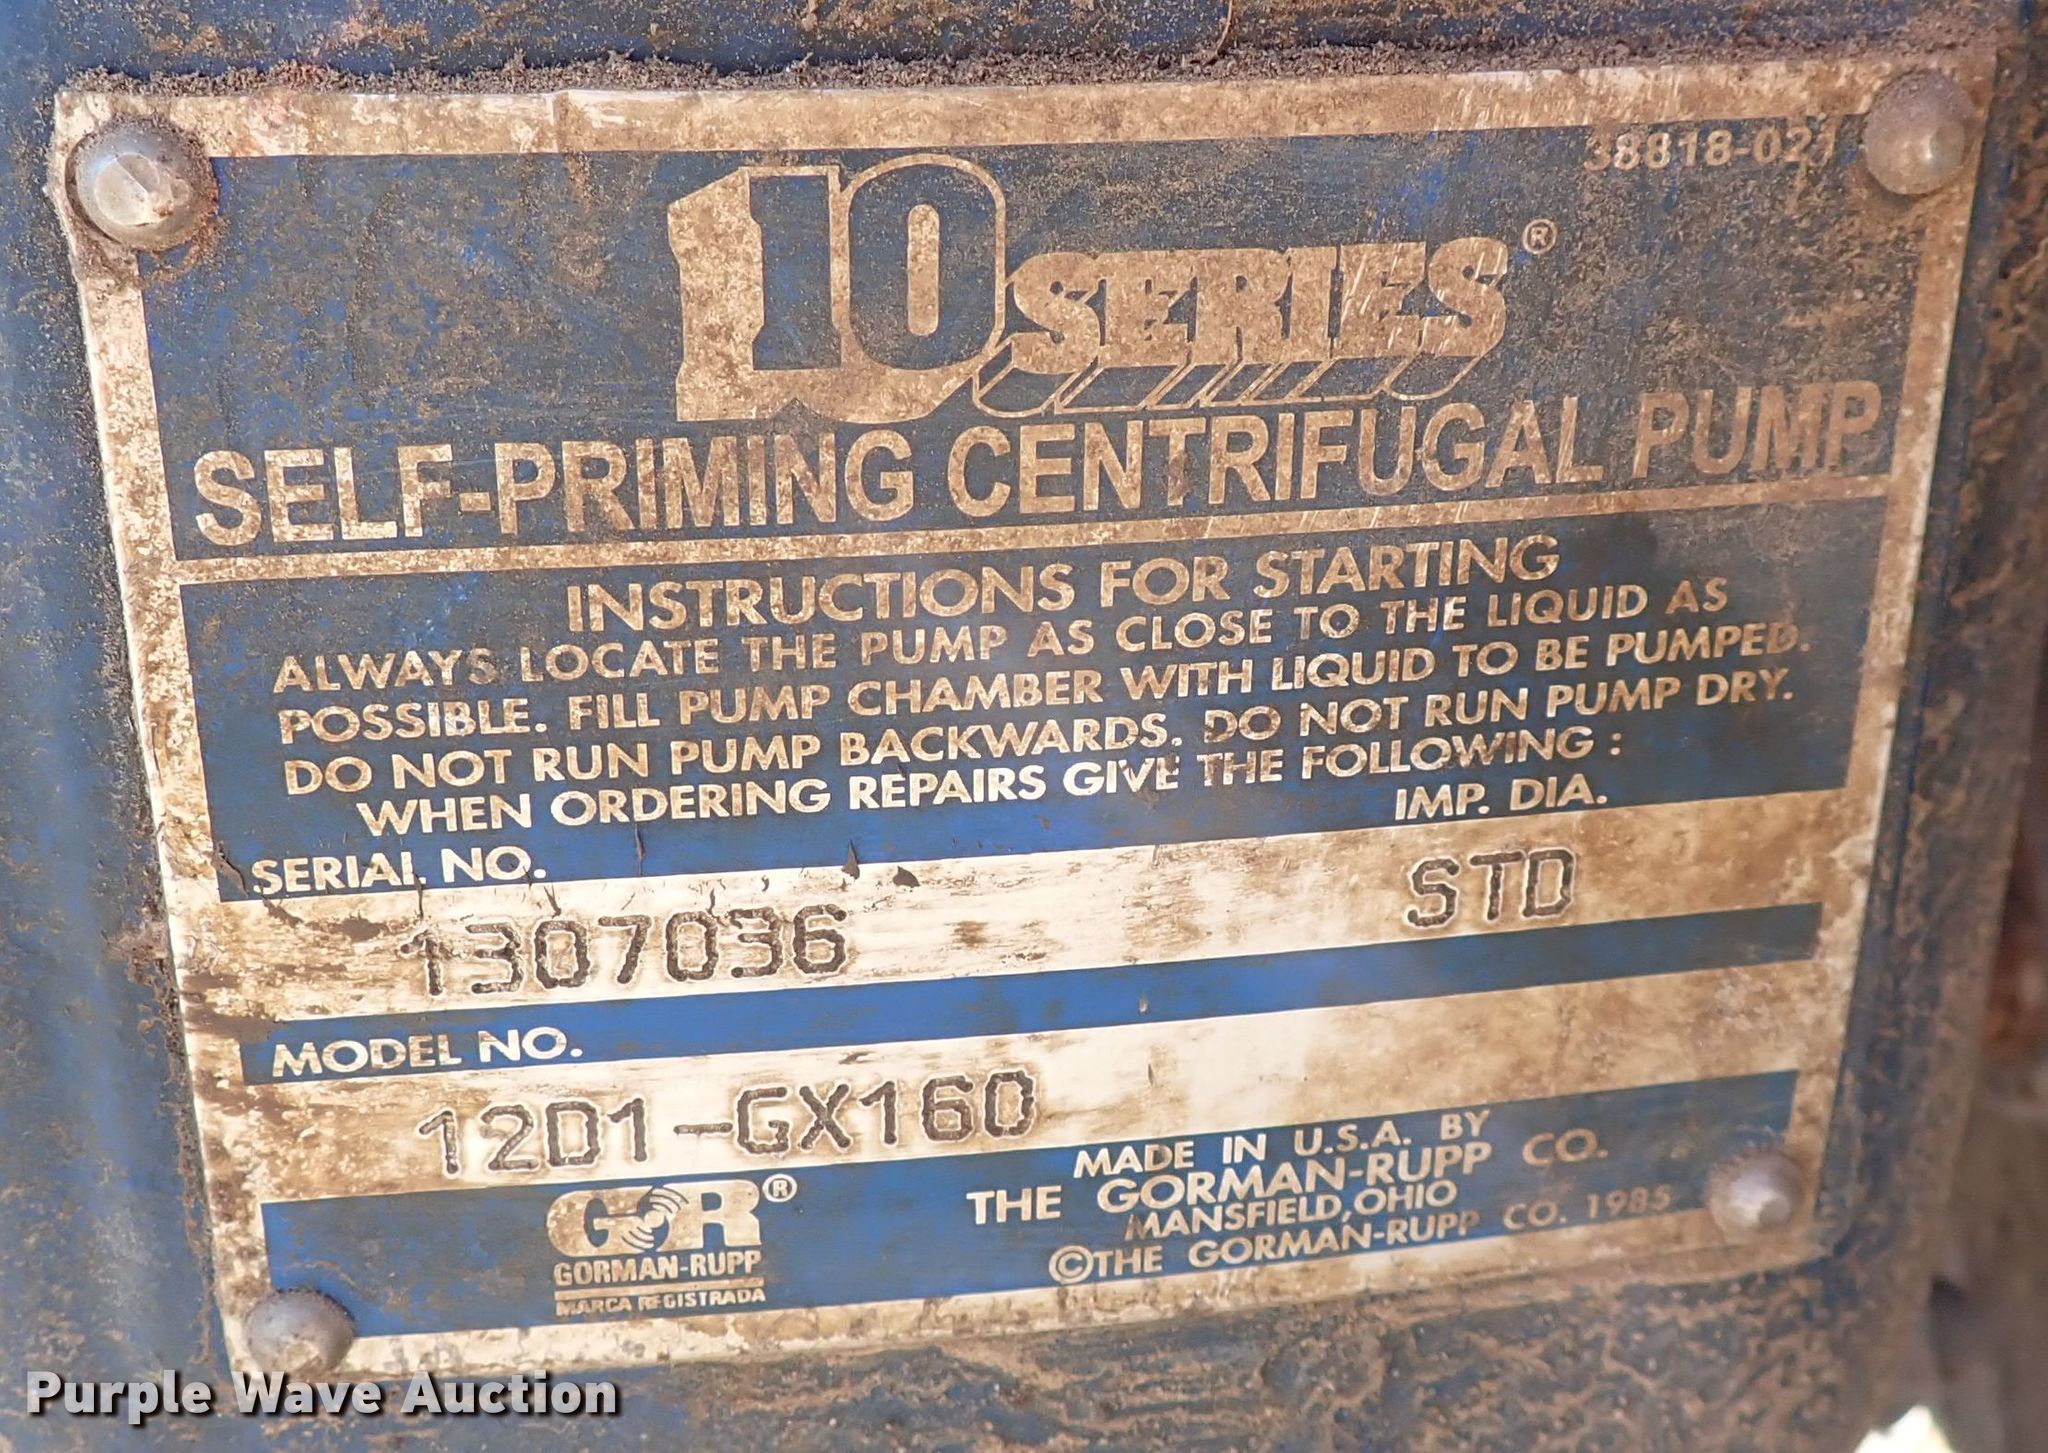 38818-021
10 SERIES®
SELF-PRIMING CENTRIFUGAL PUMP
INSTRUCTIONS FOR STARTING
ALWAYS LOCATE THE PUMP AS CLOSE TO THE LIQUID AS
POSSIBLE. FILL PUMP CHAMBER WITH LIQUID TO BE PUMPED.
DO NOT RUN PUMP BACKWARDS. DO NOT RUN PUMP DRY.
WHEN ORDERING REPAIRS GIVE THE FOLLOWING:
IMP. DIA.
SERIAL NO.
1307036 STD
MODEL NO.
12D1-GX160
GR®
GORMAN-RUPP
MARCA REGISTRADA
MADE IN U.S.A. BY
THE GORMAN-RUPP CO.
MANSFIELD, OHIO
©THE GORMAN-RUPP CO. 1985
Purple Wave Auction